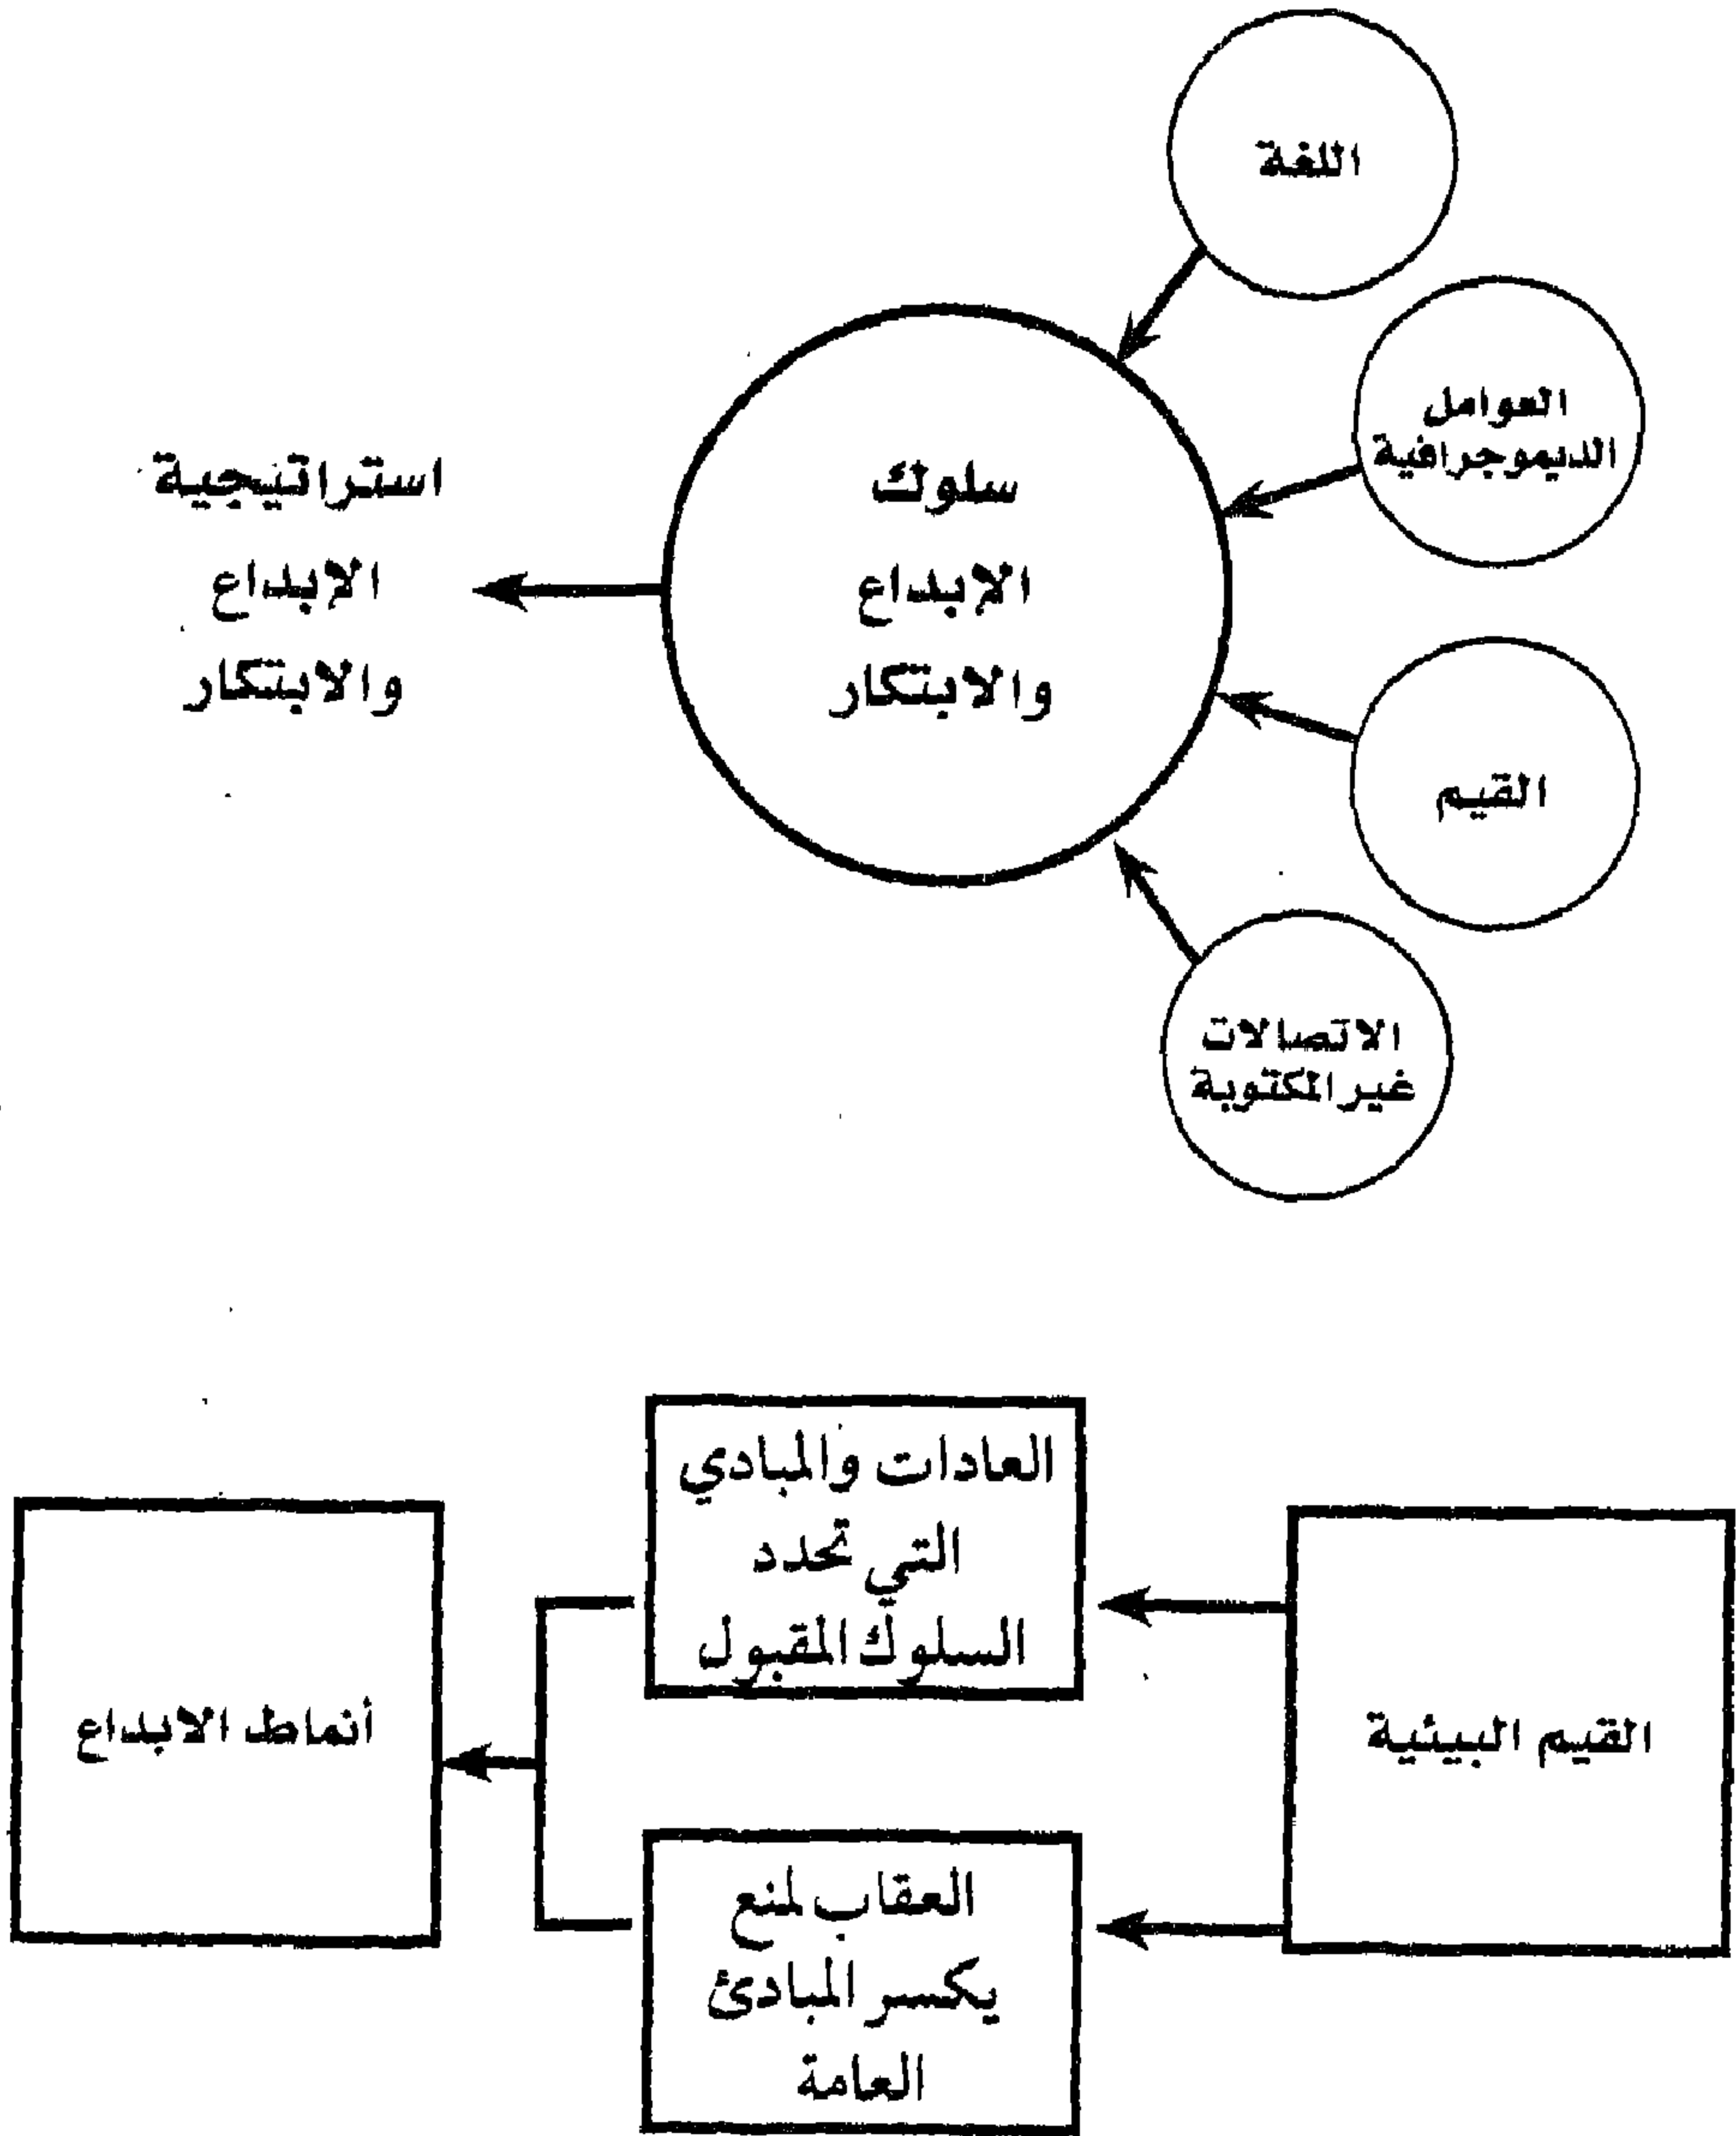 اللغة
العوامل
الديموجرافية
القيم
الاتصالات
غير المكتوبة
سلوك
الابداع
والابتكار
استراتيجية
الابداع
والابتكار
القيم البيئية
العادات والمبادي
التي تحدد
السلوك المقبول
العقاب لمنع
يكسر المبادئ
العامة
أنماط الابداع